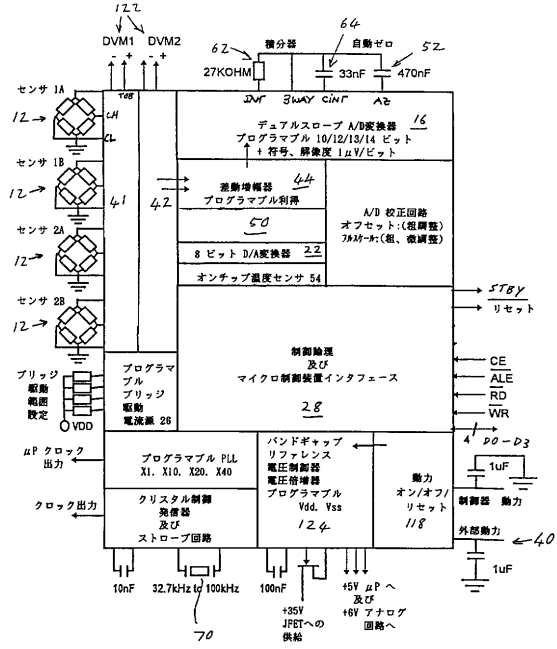 122
DVM1 DVM2
- + - +
62
積分器
64
自動ゼロ
52
27KOHM
33nF
470nF
INT 3WAY CINT AZ
センサ 1A
12
CH
CL
センサ 1B
12
センサ 2A
12
センサ 2B
12
41
42
デュアルスロープ A/D変換器
16
プログラマブル 10/12/13/14 ビット
+ 符号、解像度 1μV/ビット
差動増幅器
44
プログラマブル利得
50
8 ビット D/A変換器 22
オンチップ温度センサ 54
A/D 校正回路
オフセット:(粗調整)
フルスケール:(粗、微調整)
STBY
リセット
制御論理
及び
マイクロ制御装置インタフェース
28
CE
ALE
RD
WR
4
D0-D3
ブリッジ
駆動
範囲
設定
VDD
プログラマ
ブル
ブリッジ
駆動
電流源 26
μP クロック
出力
プログラマブル PLL
X1, X10, X20, X40
クロック出力
クリスタル制御
発信器
及び
ストローブ回路
バンドギャップ
リファレンス
電圧制御器
電圧倍増器
プログラマブル
Vdd, Vss
124
動力
オン/オフ/
リセット
118
1uF
制御器 動力
外部動力
40
1uF
10nF
32.7kHz to 100kHz
70
100nF
+35V
JFETへの
供給
+5V μP へ
及び
+6V アナログ
回路へ